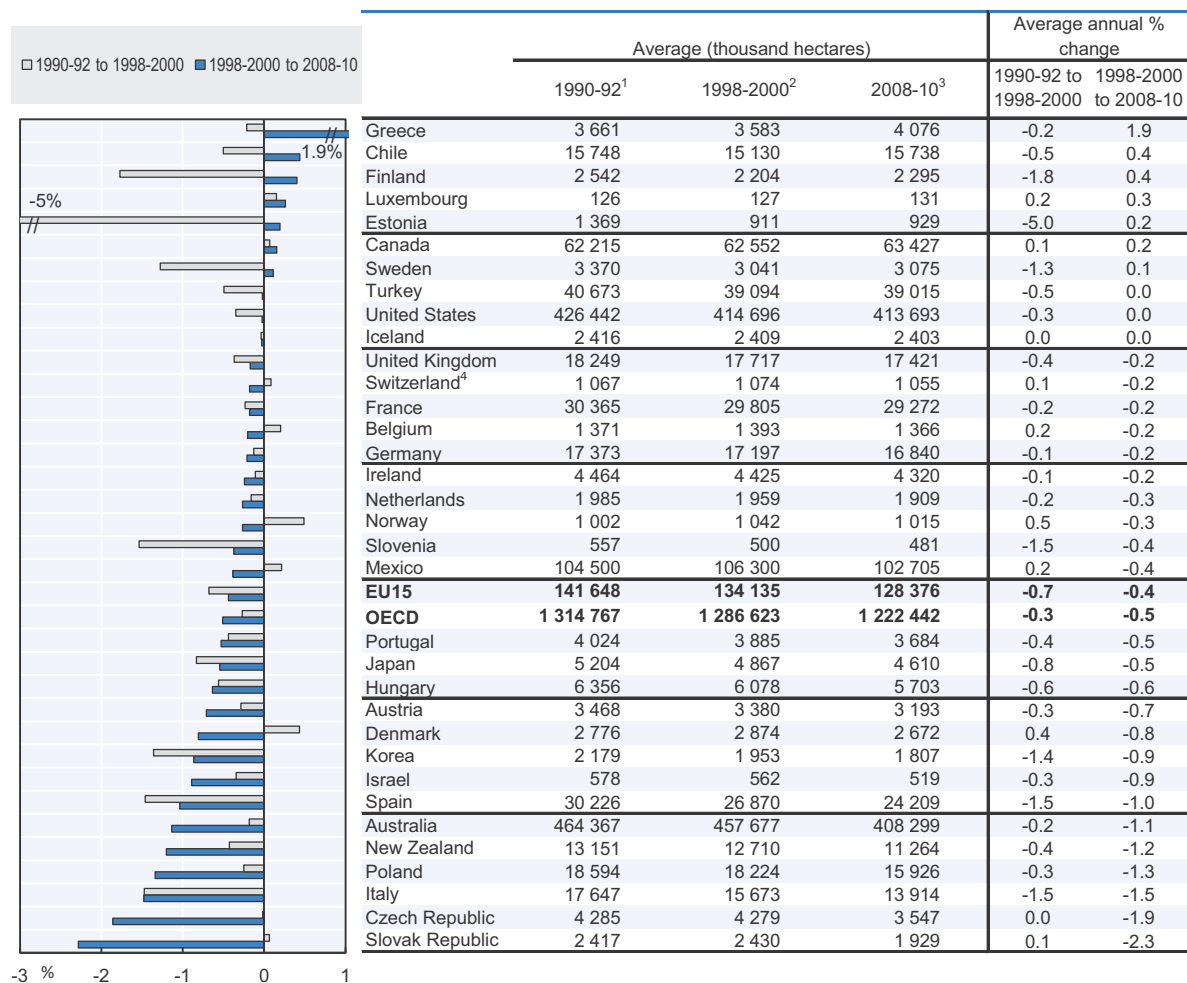 Average annual %
change
Average (thousand hectares)
□ 1990-92 to 1998-2000 ■ 1998-2000 to 2008-10
1990-92¹ 1998-2000² 2008-10³ 1990-92 to 1998-2000
1998-2000 to 2008-10
Greece 3 661 3 583 4 076 -0.2 1.9
1.9%
Chile 15 748 15 130 15 738 -0.5 0.4
Finland 2 542 2 204 2 295 -1.8 0.4
-5%
Luxembourg 126 127 131 0.2 0.3
Estonia 1 369 911 929 -5.0 0.2
Canada 62 215 62 552 63 427 0.1 0.2
Sweden 3 370 3 041 3 075 -1.3 0.1
Turkey 40 673 39 094 39 015 -0.5 0.0
United States 426 442 414 696 413 693 -0.3 0.0
Iceland 2 416 2 409 2 403 0.0 0.0
United Kingdom 18 249 17 717 17 421 -0.4 -0.2
Switzerland⁴ 1 067 1 074 1 055 0.1 -0.2
France 30 365 29 805 29 272 -0.2 -0.2
Belgium 1 371 1 393 1 366 0.2 -0.2
Germany 17 373 17 197 16 840 -0.1 -0.2
Ireland 4 464 4 425 4 320 -0.1 -0.2
Netherlands 1 985 1 959 1 909 -0.2 -0.3
Norway 1 002 1 042 1 015 0.5 -0.3
Slovenia 557 500 481 -1.5 -0.4
Mexico 104 500 106 300 102 705 0.2 -0.4
EU15 141 648 134 135 128 376 -0.7 -0.4
OECD 1 314 767 1 286 623 1 222 442 -0.3 -0.5
Portugal 4 024 3 885 3 684 -0.4 -0.5
Japan 5 204 4 867 4 610 -0.8 -0.5
Hungary 6 356 6 078 5 703 -0.6 -0.6
Austria 3 468 3 380 3 193 -0.3 -0.7
Denmark 2 776 2 874 2 672 0.4 -0.8
Korea 2 179 1 953 1 807 -1.4 -0.9
Israel 578 562 519 -0.3 -0.9
Spain 30 226 26 870 24 209 -1.5 -1.0
Australia 464 367 457 677 408 299 -0.2 -1.1
New Zealand 13 151 12 710 11 264 -0.4 -1.2
Poland 18 594 18 224 15 926 -0.3 -1.3
Italy 17 647 15 673 13 914 -1.5 -1.5
Czech Republic 4 285 4 279 3 547 0.0 -1.9
Slovak Republic 2 417 2 430 1 929 0.1 -2.3
-3 % -2 -1 0 1